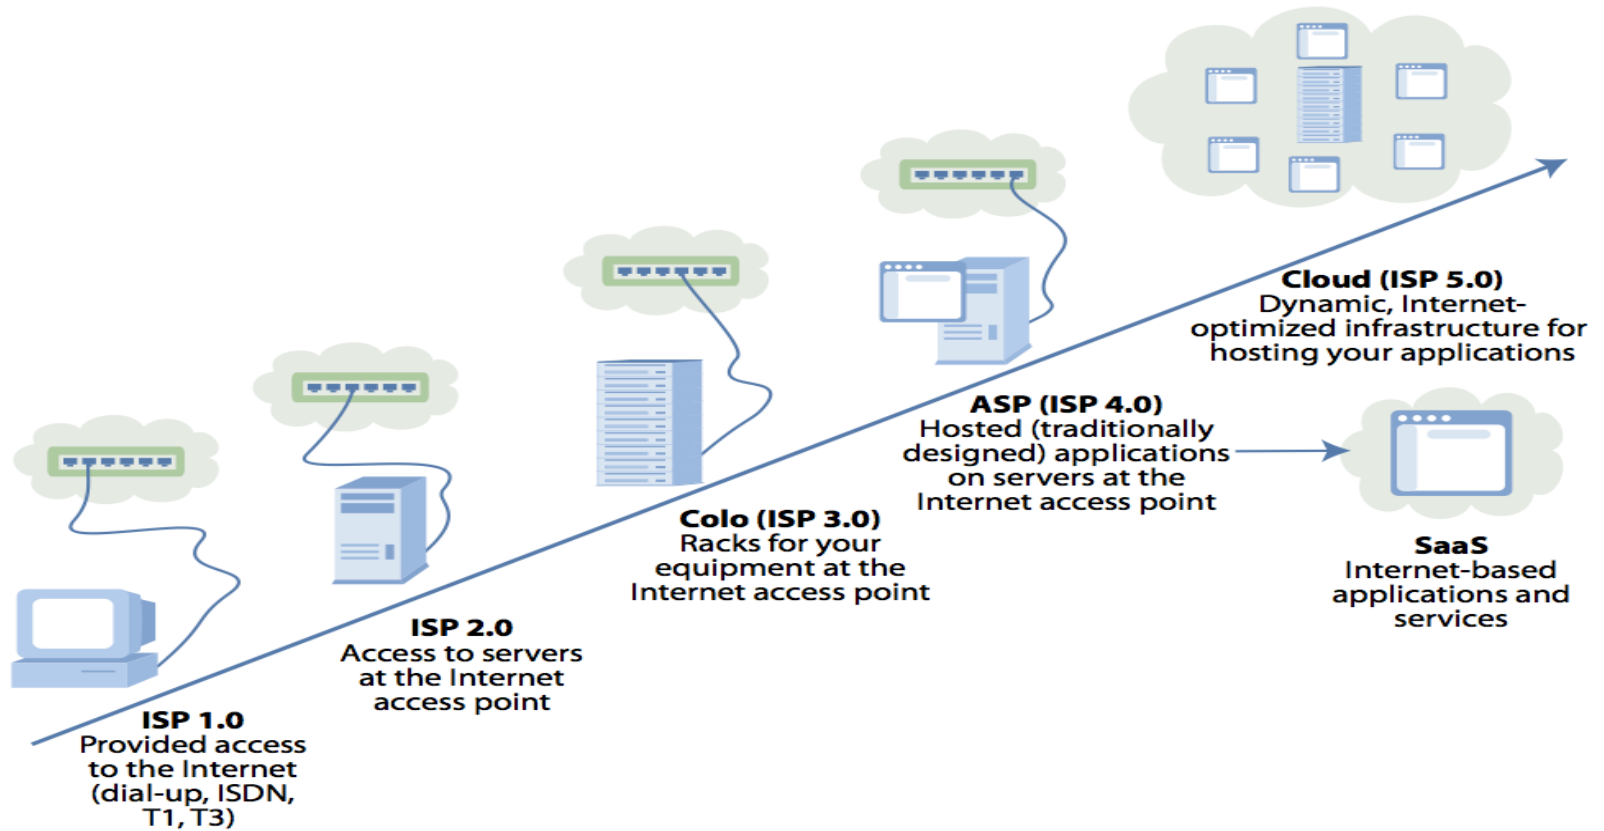 ISP 1.0
Provided access
to the Internet
(dial-up, ISDN,
T1, T3)
ISP 2.0
Access to servers
at the Internet
access point
Colo (ISP 3.0)
Racks for your
equipment at the
Internet access point
ASP (ISP 4.0)
Hosted (traditionally
designed) applications
on servers at the
Internet access point
Cloud (ISP 5.0)
Dynamic, Internet-
optimized infrastructure for
hosting your applications
SaaS
Internet-based
applications and
services